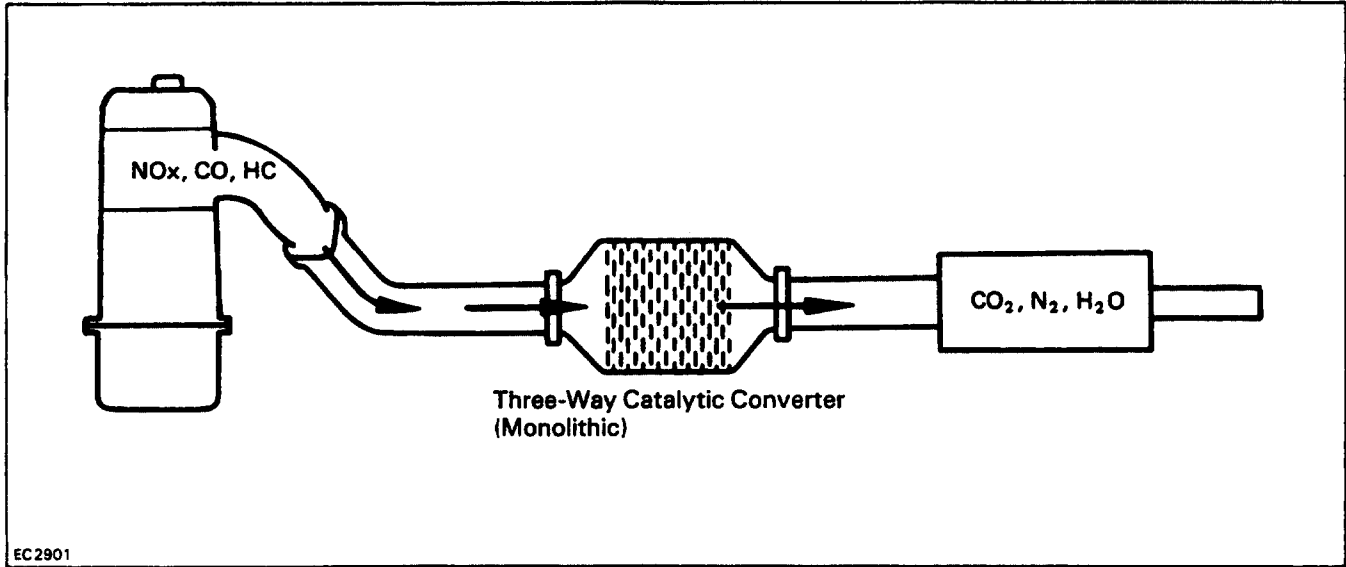 NOx, CO, HC
CO₂, N₂, H₂O
Three-Way Catalytic Converter
(Monolithic)
EC2901